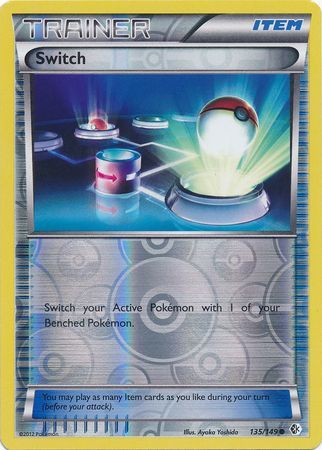 TRAINER
ITEM
Switch
Switch your Active Pokémon with 1 of your
Benched Pokémon.
You may play as many Item cards as you like during your turn
(before your attack).
©2012 Pokémon
Illus. Ayaka Yoshida
135/149